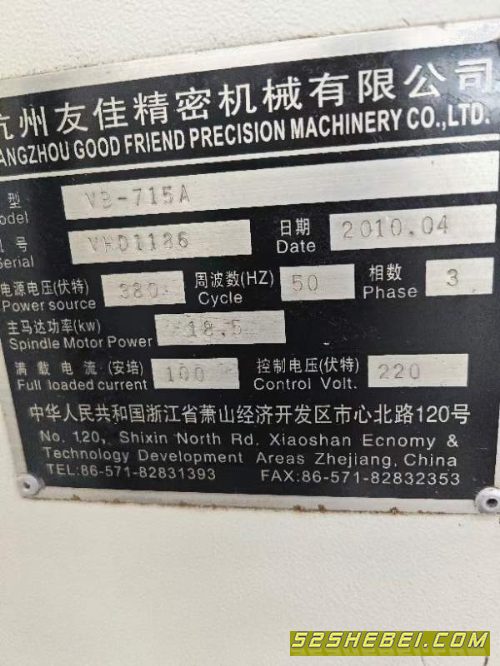 杭州友佳精密机械有限公司
HANGZHOU GOOD FRIEND PRECISION MACHINERY CO.,LTD.
型 VB-715A
Model
机 号 日期 2010.04
Serial Date
电源电压(伏特) 380 周波数(HZ) 50 相数 3
Power source Cycle Phase
主马达功率(kw) 18.5
Spindle Motor Power
满 载 电 流 (安培) 100 控制电压(伏特) 220
Full loaded current Control Volt.
中华人民共和国浙江省萧山经济开发区市心北路120号
No. 120, Shixin North Rd. Xiaoshan Ecnomy &
Technology Development Areas Zhejiang, China
TEL:86-571-82831393 FAX:86-571-82832353
52SHEBEI.COM